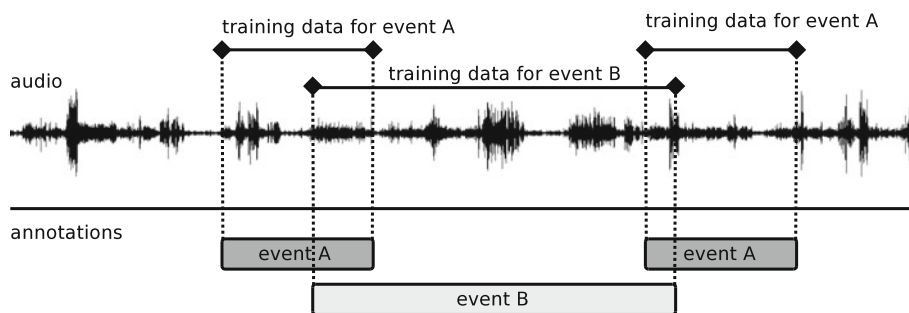 training data for event A
training data for event A
training data for event B
audio
annotations
event A
event A
event B